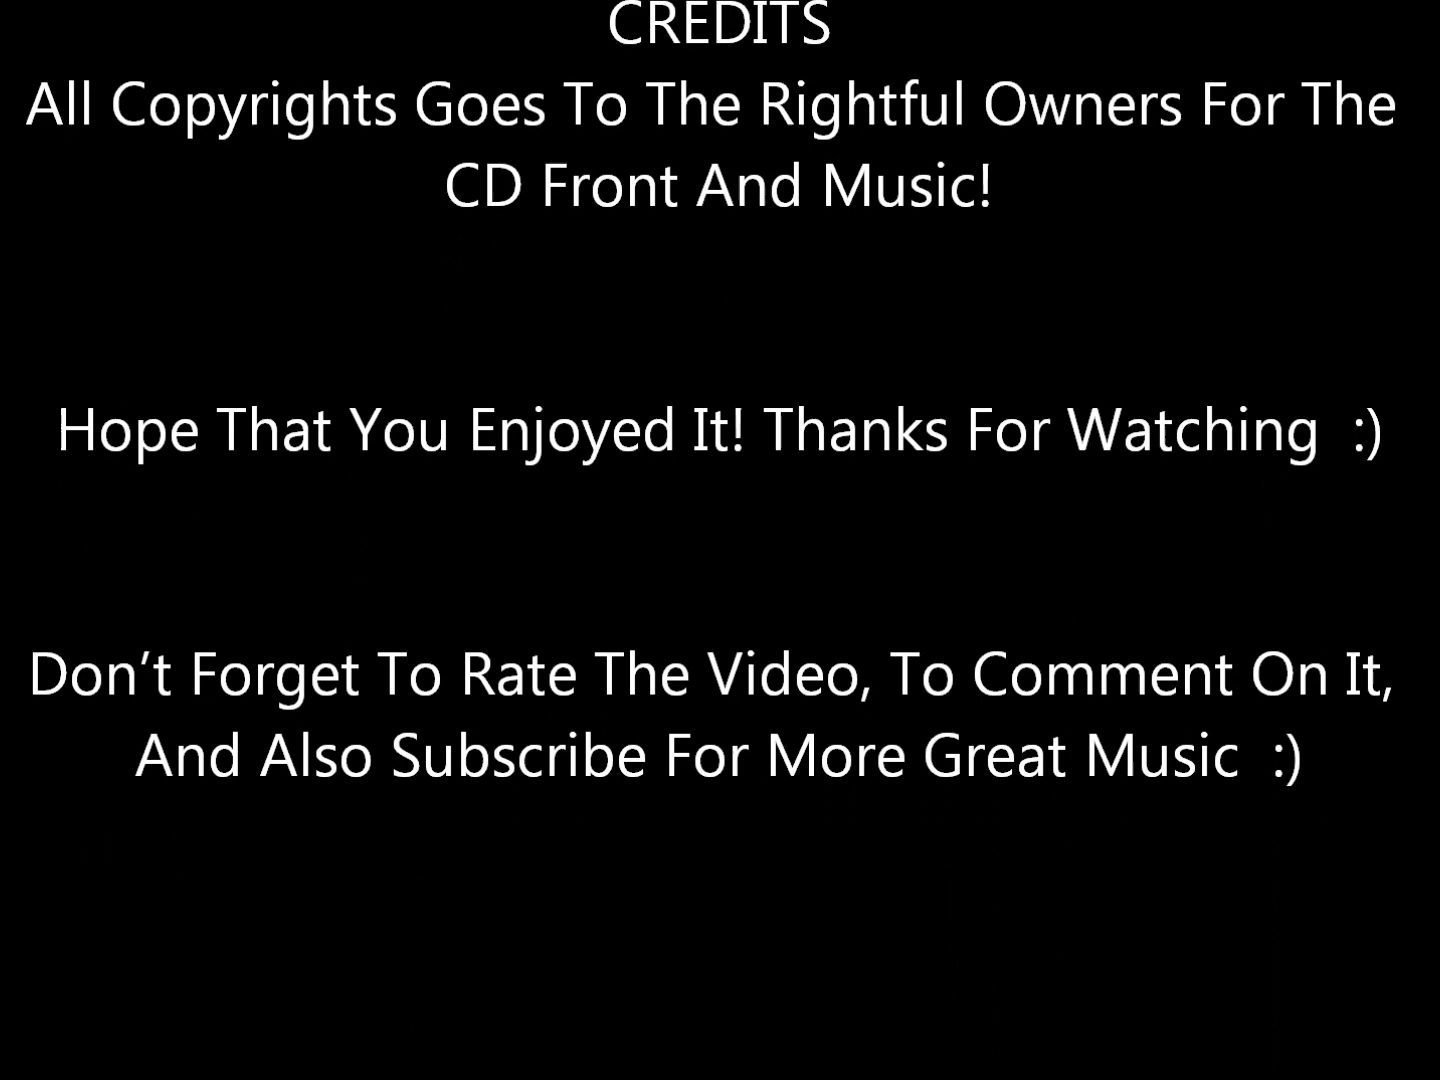 CREDITS
All Copyrights Goes To The Rightful Owners For The
CD Front And Music!
Hope That You Enjoyed It! Thanks For Watching  :)
Don’t Forget To Rate The Video, To Comment On It,
And Also Subscribe For More Great Music  :)